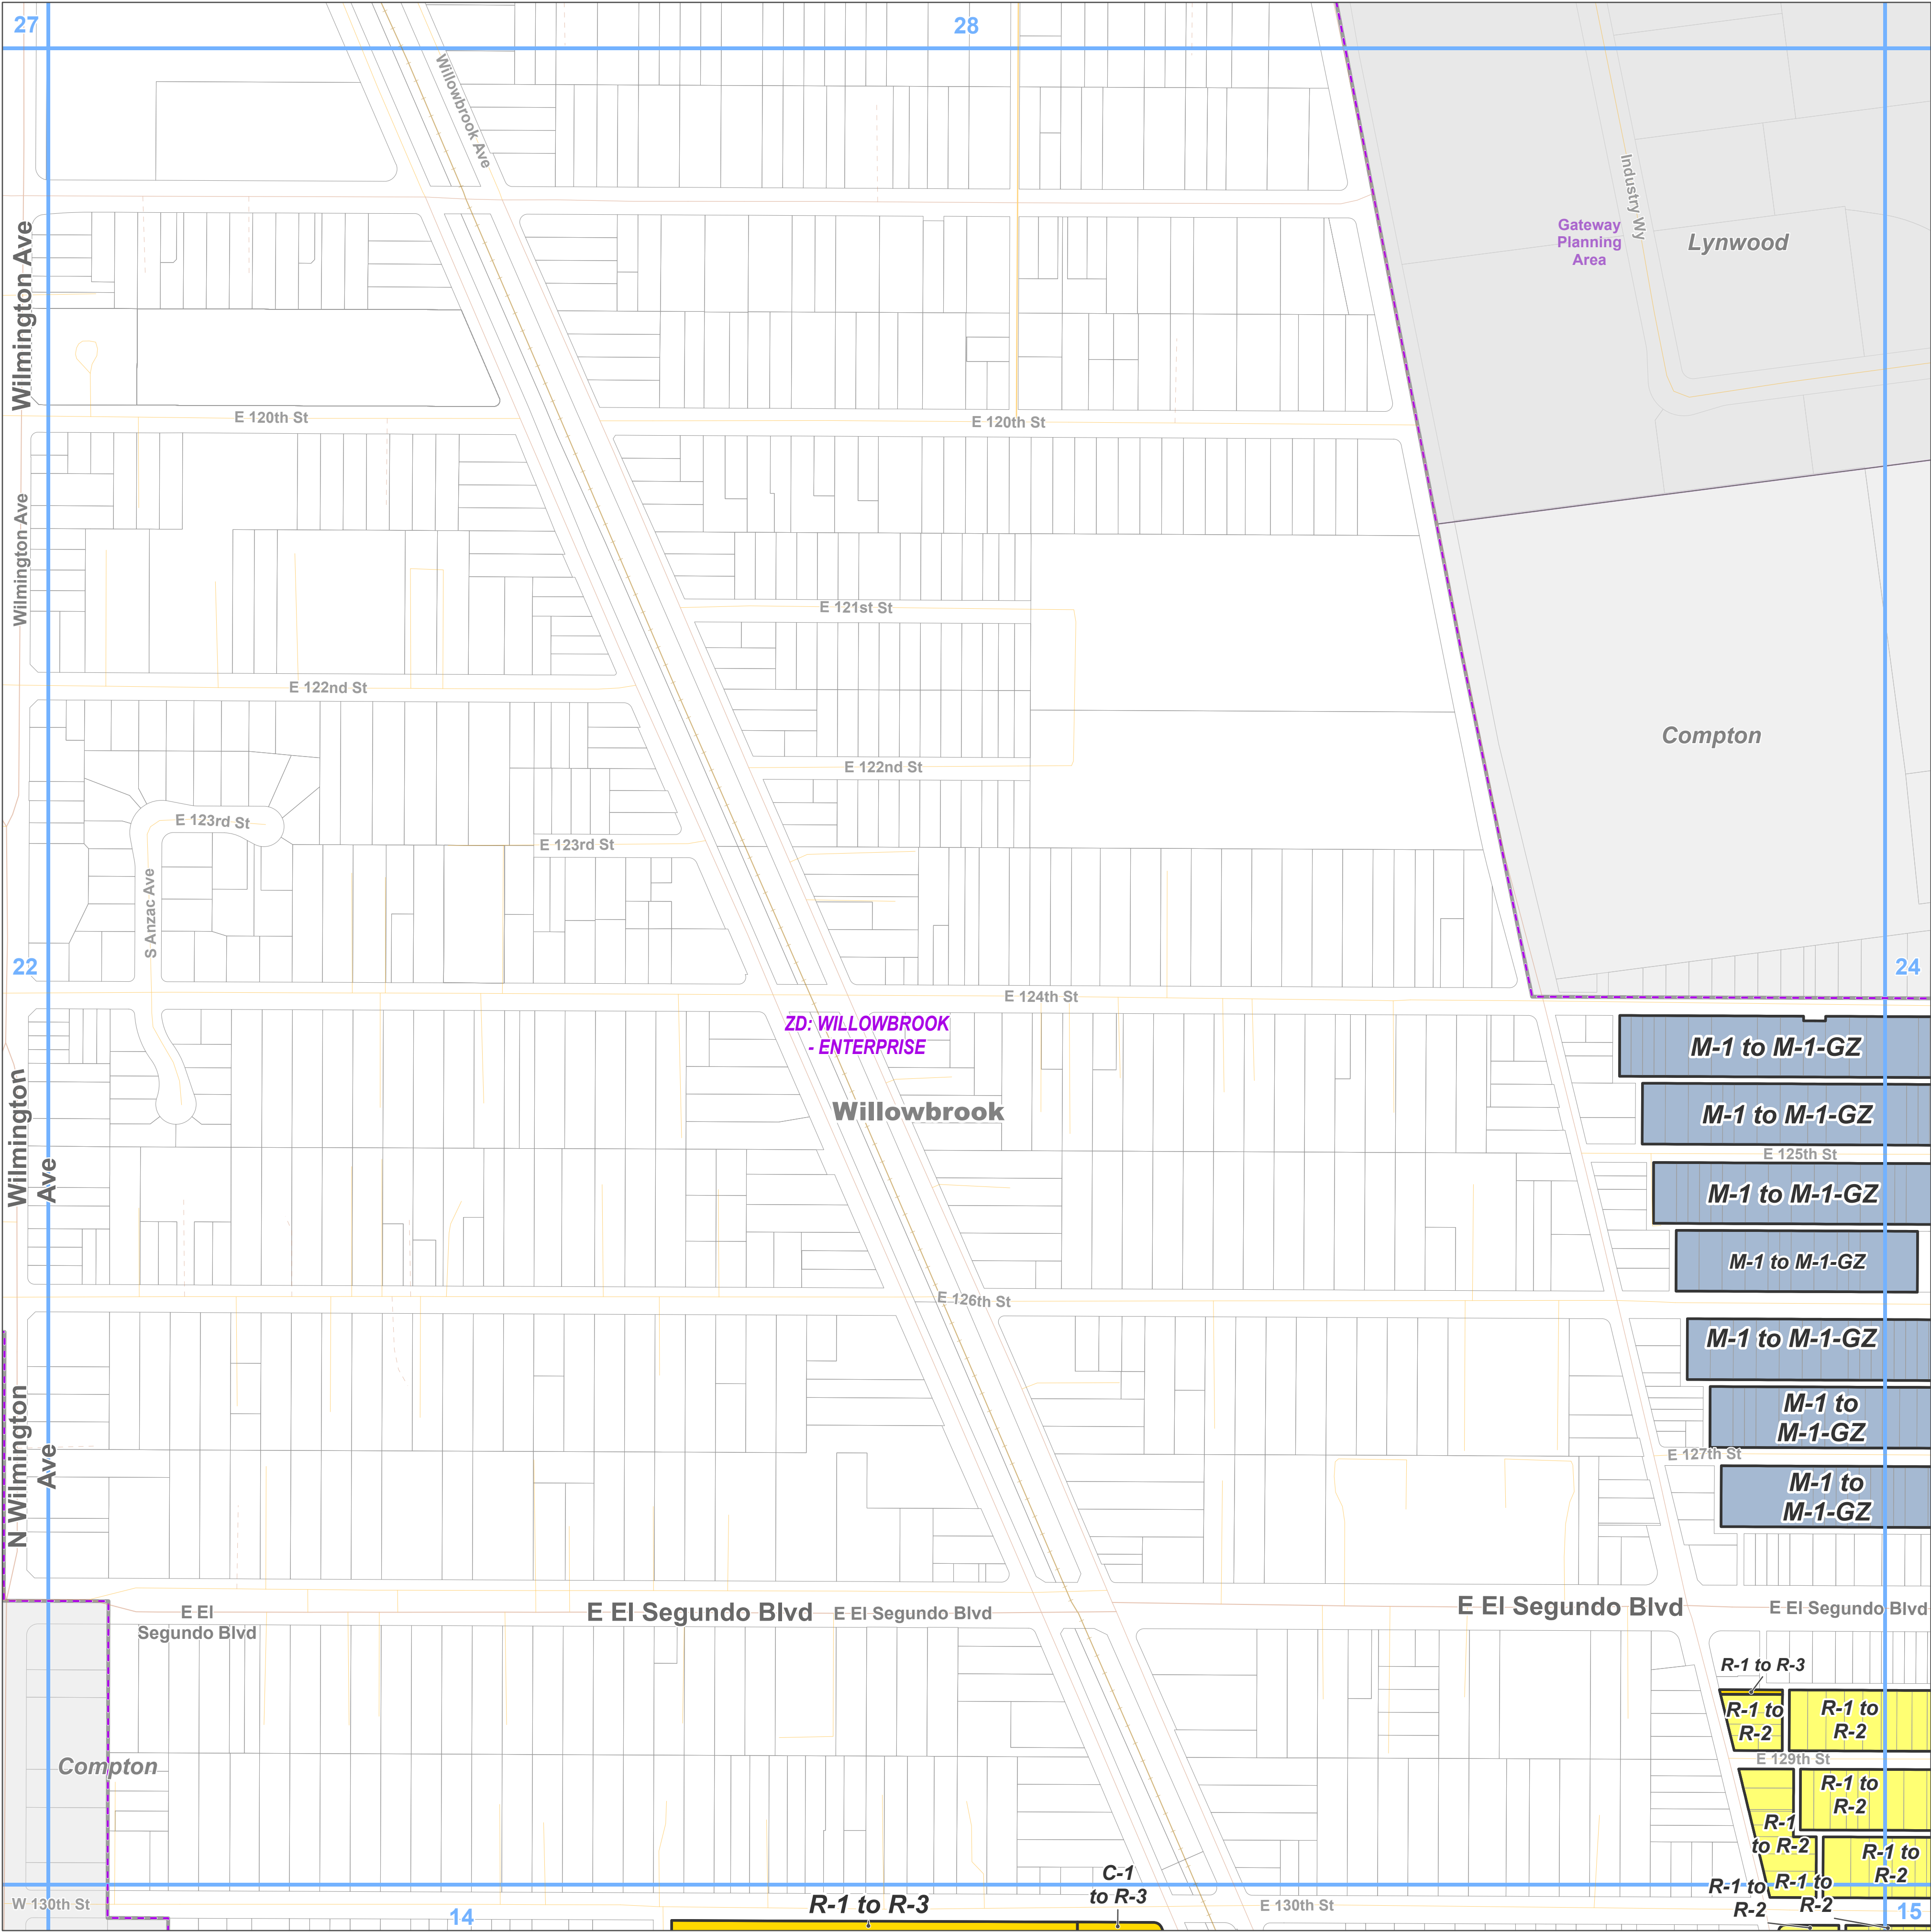 27
28
Willowbrook Ave
Industry Wy
Gateway
Planning
Area
Lynwood
Wilmington Ave
E 120th St
E 120th St
Wilmington Ave
E 121st St
E 122nd St
Compton
E 122nd St
E 123rd St
E 123rd St
S Anzac Ave
22
24
E 124th St
ZD: WILLOWBROOK
- ENTERPRISE
M-1 to M-1-GZ
Willowbrook
M-1 to M-1-GZ
Wilmington
Ave
E 125th St
M-1 to M-1-GZ
M-1 to M-1-GZ
E 126th St
M-1 to M-1-GZ
N Wilmington
Ave
M-1 to
M-1-GZ
E 127th St
M-1 to
M-1-GZ
E El
Segundo Blvd
E El Segundo Blvd
E El Segundo Blvd
E El Segundo Blvd
E El Segundo Blvd
R-1 to R-3
R-1 to
R-2
R-1 to
R-2
E 129th St
Compton
R-1 to
R-2
R-1
to R-2
R-1 to
R-2
C-1
to R-3
R-1 to
R-2
R-1 to
R-2
W 130th St
R-1 to R-3
E 130th St
14
15